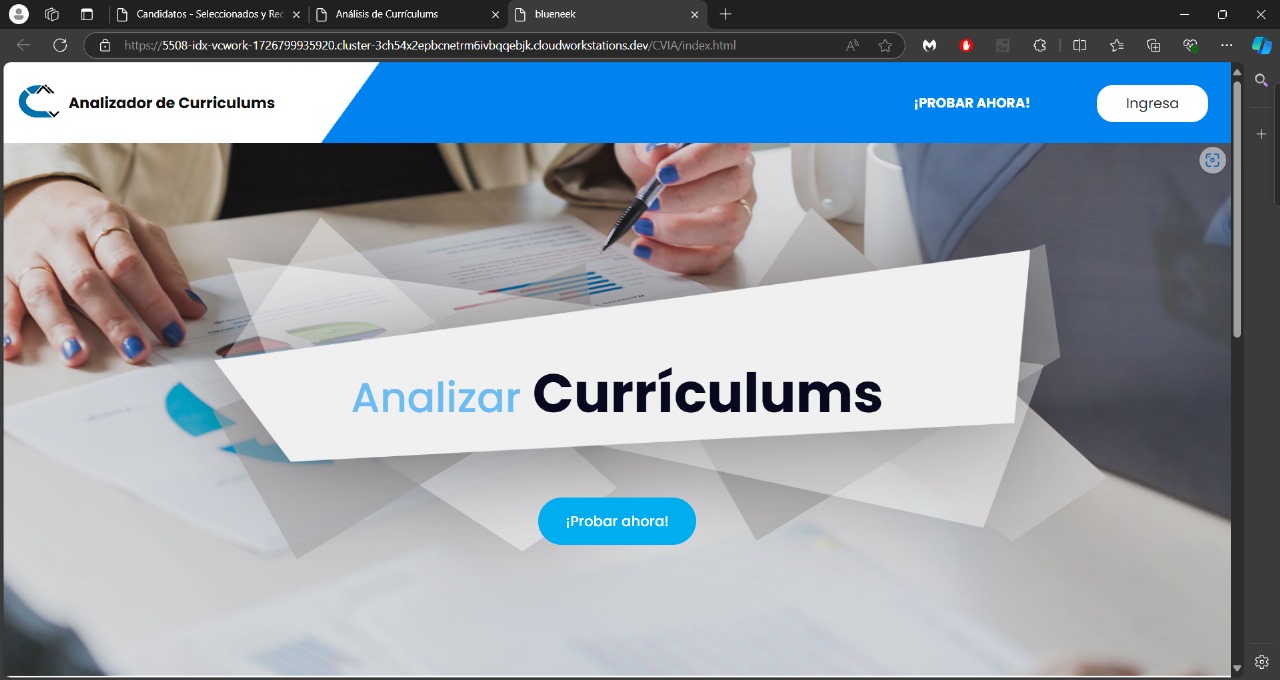 Candidatos - Seleccionados y Rec
Análisis de Currículums
blueneek
https://5508-idx-vcwork-1726799935920.cluster-3ch54x2epbcnetrm6ivbqqebjk.cloudworkstations.dev/CVIA/index.html
Analizador de Curriculums
¡PROBAR AHORA!
Ingresa
Analizar Currículums
¡Probar ahora!